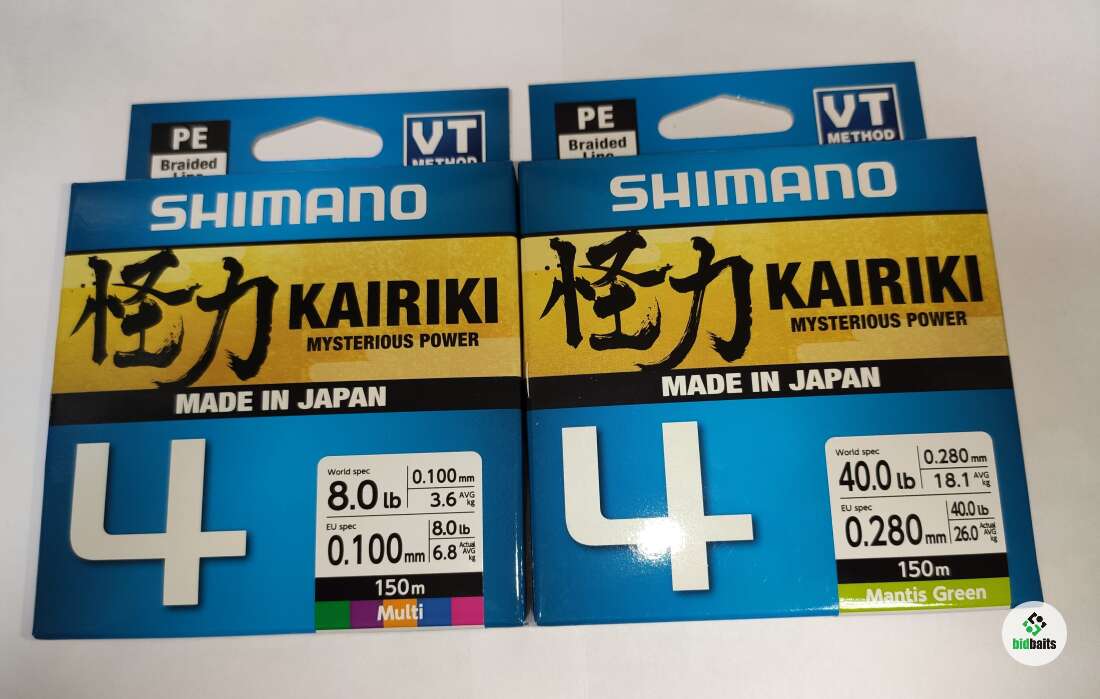 PE
Braided
Line
VT
METHOD
SHIMANO
怪力
KAIRIKI
MYSTERIOUS POWER
MADE IN JAPAN
4
World spec
8.0 lb
0.100 mm
3.6 AVG kg
EU spec
0.100 mm
8.0 lb
6.8 Actual AVG kg
150m
Multi
PE
Braided
VT
METHOD
SHIMANO
怪力
KAIRIKI
MYSTERIOUS POWER
MADE IN JAPAN
4
World spec
40.0 lb
0.280 mm
18.1 AVG kg
EU spec
0.280 mm
40.0 lb
26.0 Actual AVG kg
150m
Mantis Green
bidbaits